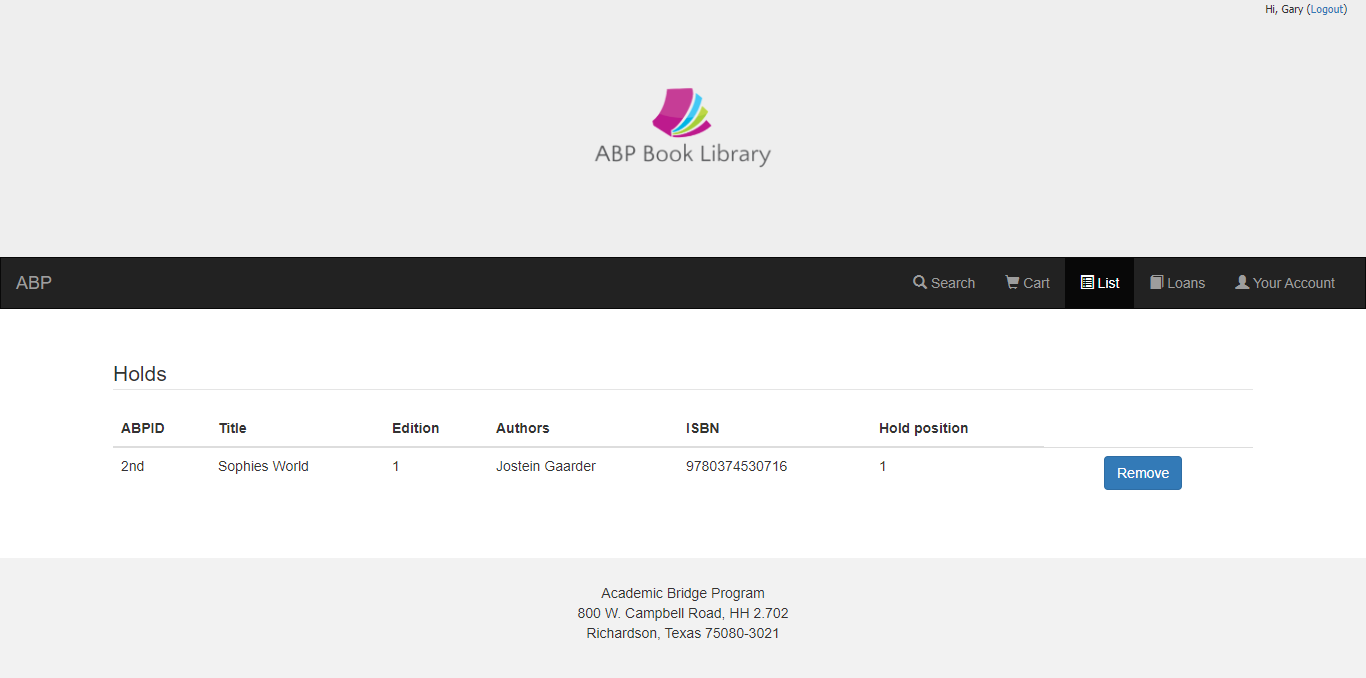 Hi, Gary (Logout)
ABP Book Library
ABP Search Cart List Loans Your Account
Holds
ABPID Title Edition Authors ISBN Hold position
2nd Sophies World 1 Jostein Gaarder 9780374530716 1 Remove
Academic Bridge Program
800 W. Campbell Road, HH 2.702
Richardson, Texas 75080-3021